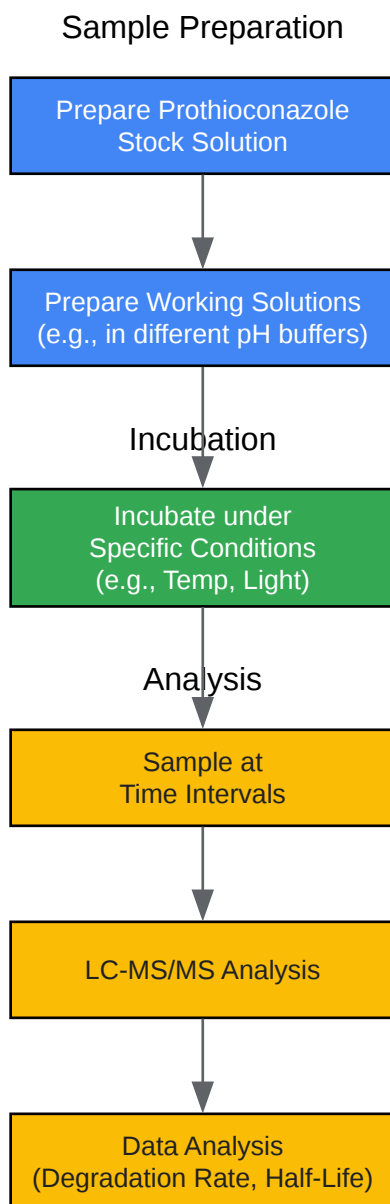 Sample Preparation
Prepare Prothioconazole
Stock Solution
Prepare Working Solutions
(e.g., in different pH buffers)
Incubation
Incubate under
Specific Conditions
(e.g., Temp, Light)
Analysis
Sample at
Time Intervals
LC-MS/MS Analysis
Data Analysis
(Degradation Rate, Half-Life)